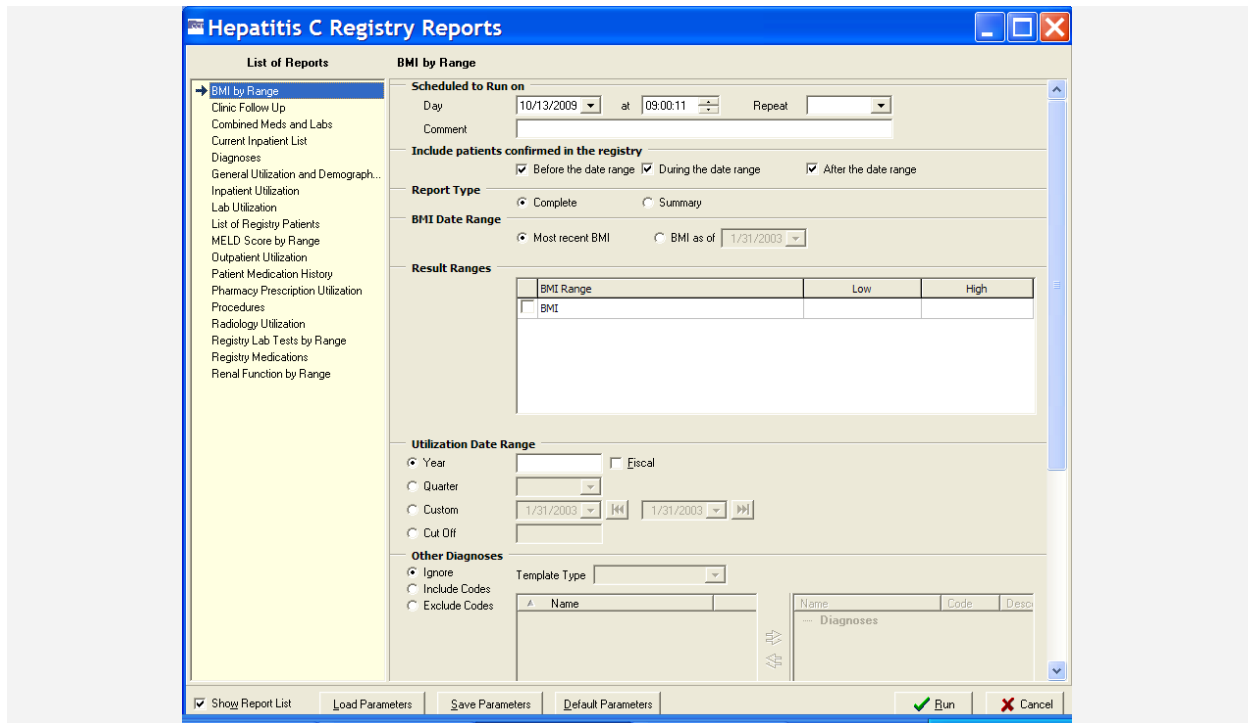 Hepatitis C Registry Reports
List of Reports
BMI by Range
BMI by Range
Clinic Follow Up
Combined Meds and Labs
Current Inpatient List
Diagnoses
General Utilization and Demograph...
Inpatient Utilization
Lab Utilization
List of Registry Patients
MELD Score by Range
Outpatient Utilization
Patient Medication History
Pharmacy Prescription Utilization
Procedures
Radiology Utilization
Registry Lab Tests by Range
Registry Medications
Renal Function by Range
Scheduled to Run on
Day 10/13/2009 at 09:00:11 Repeat
Comment
Include patients confirmed in the registry
Before the date range During the date range After the date range
Report Type
Complete Summary
BMI Date Range
Most recent BMI BMI as of 1/31/2003
Result Ranges
BMI Range Low High
BMI
Utilization Date Range
Year Fiscal
Quarter
Custom 1/31/2003 1/31/2003
Cut Off
Other Diagnoses
Ignore Template Type
Include Codes
Exclude Codes
Name Name Code Desc
Diagnoses
Show Report List Load Parameters Save Parameters Default Parameters Run Cancel